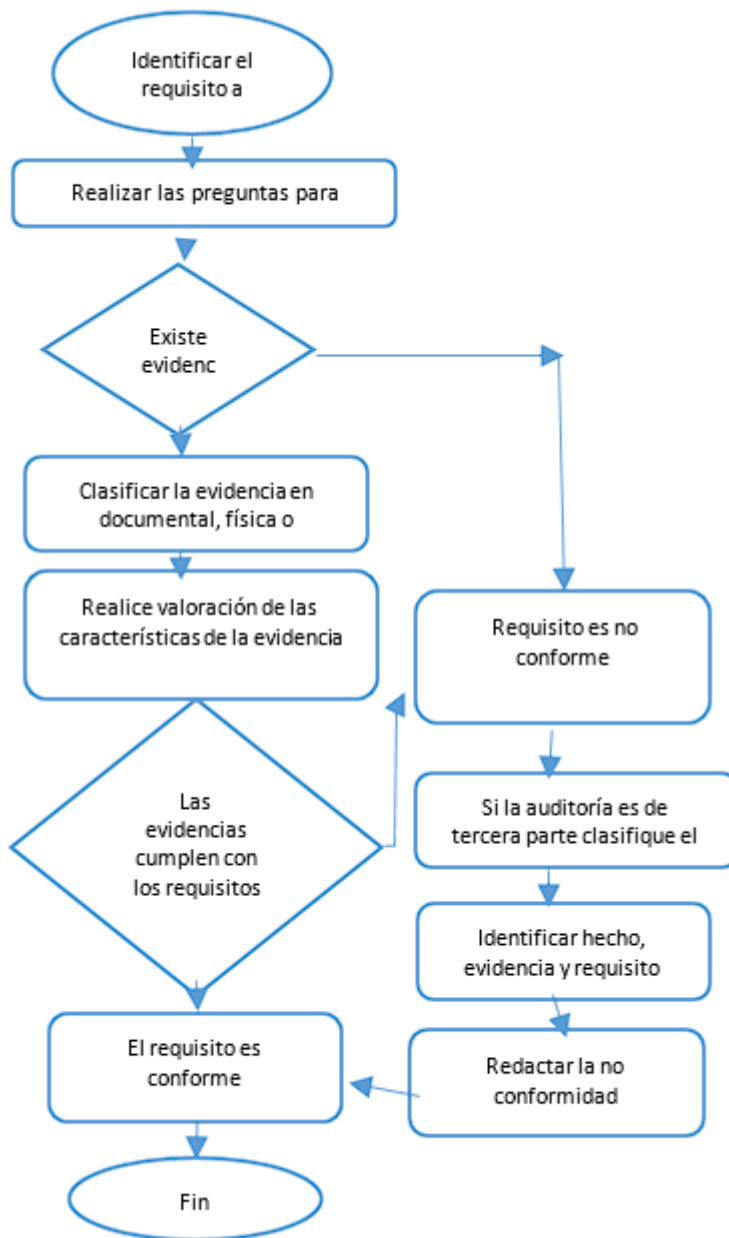 Identificar el
requisito a
Realizar las preguntas para
Existe
evidenc
Clasificar la evidencia en
documental, física o
Realice valoración de las
características de la evidencia
Las
evidencias
cumplen con
los requisitos
El requisito es
conforme
Fin
Requisito es no
conforme
Si la auditoría es de
tercera parte clasifique el
Identificar hecho,
evidencia y requisito
Redactar la no
conformidad